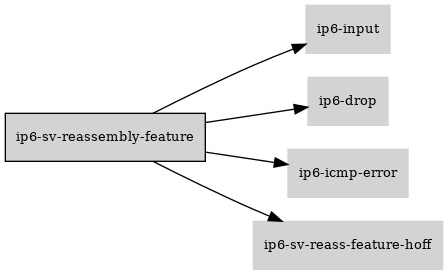 ip6-input
ip6-drop
ip6-sv-reassembly-feature
ip6-icmp-error
ip6-sv-reass-feature-hoff